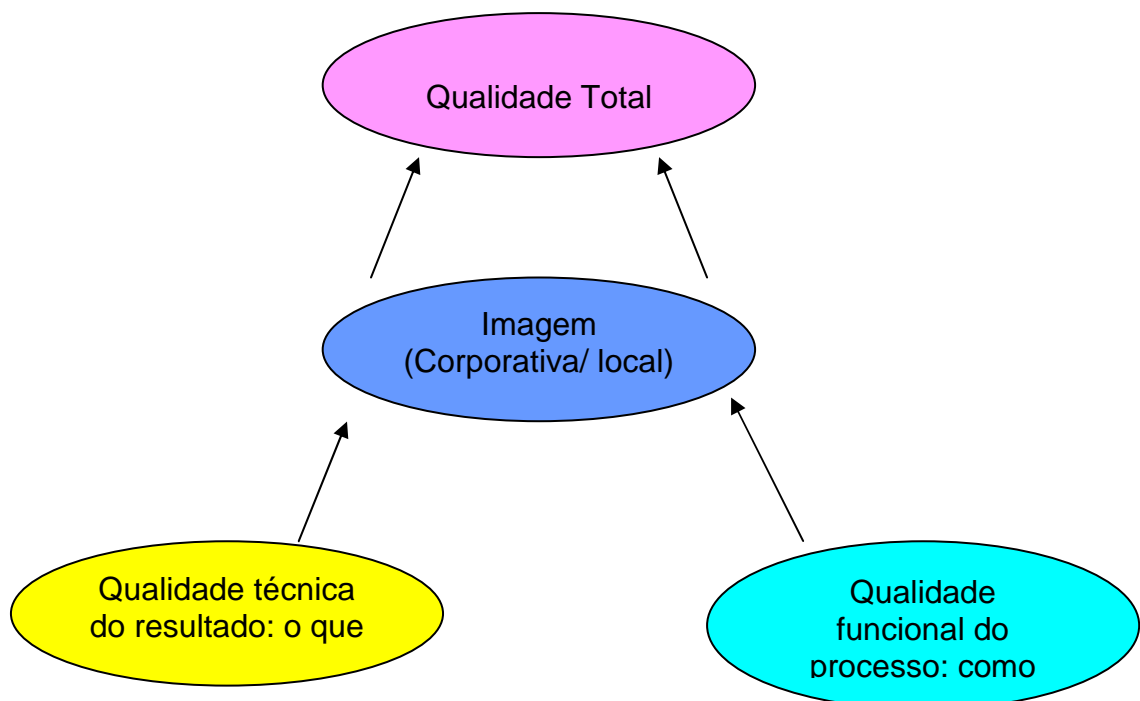 Qualidade Total
Imagem
(Corporativa/ local)
Qualidade técnica
do resultado: o que
Qualidade
funcional do
processo: como